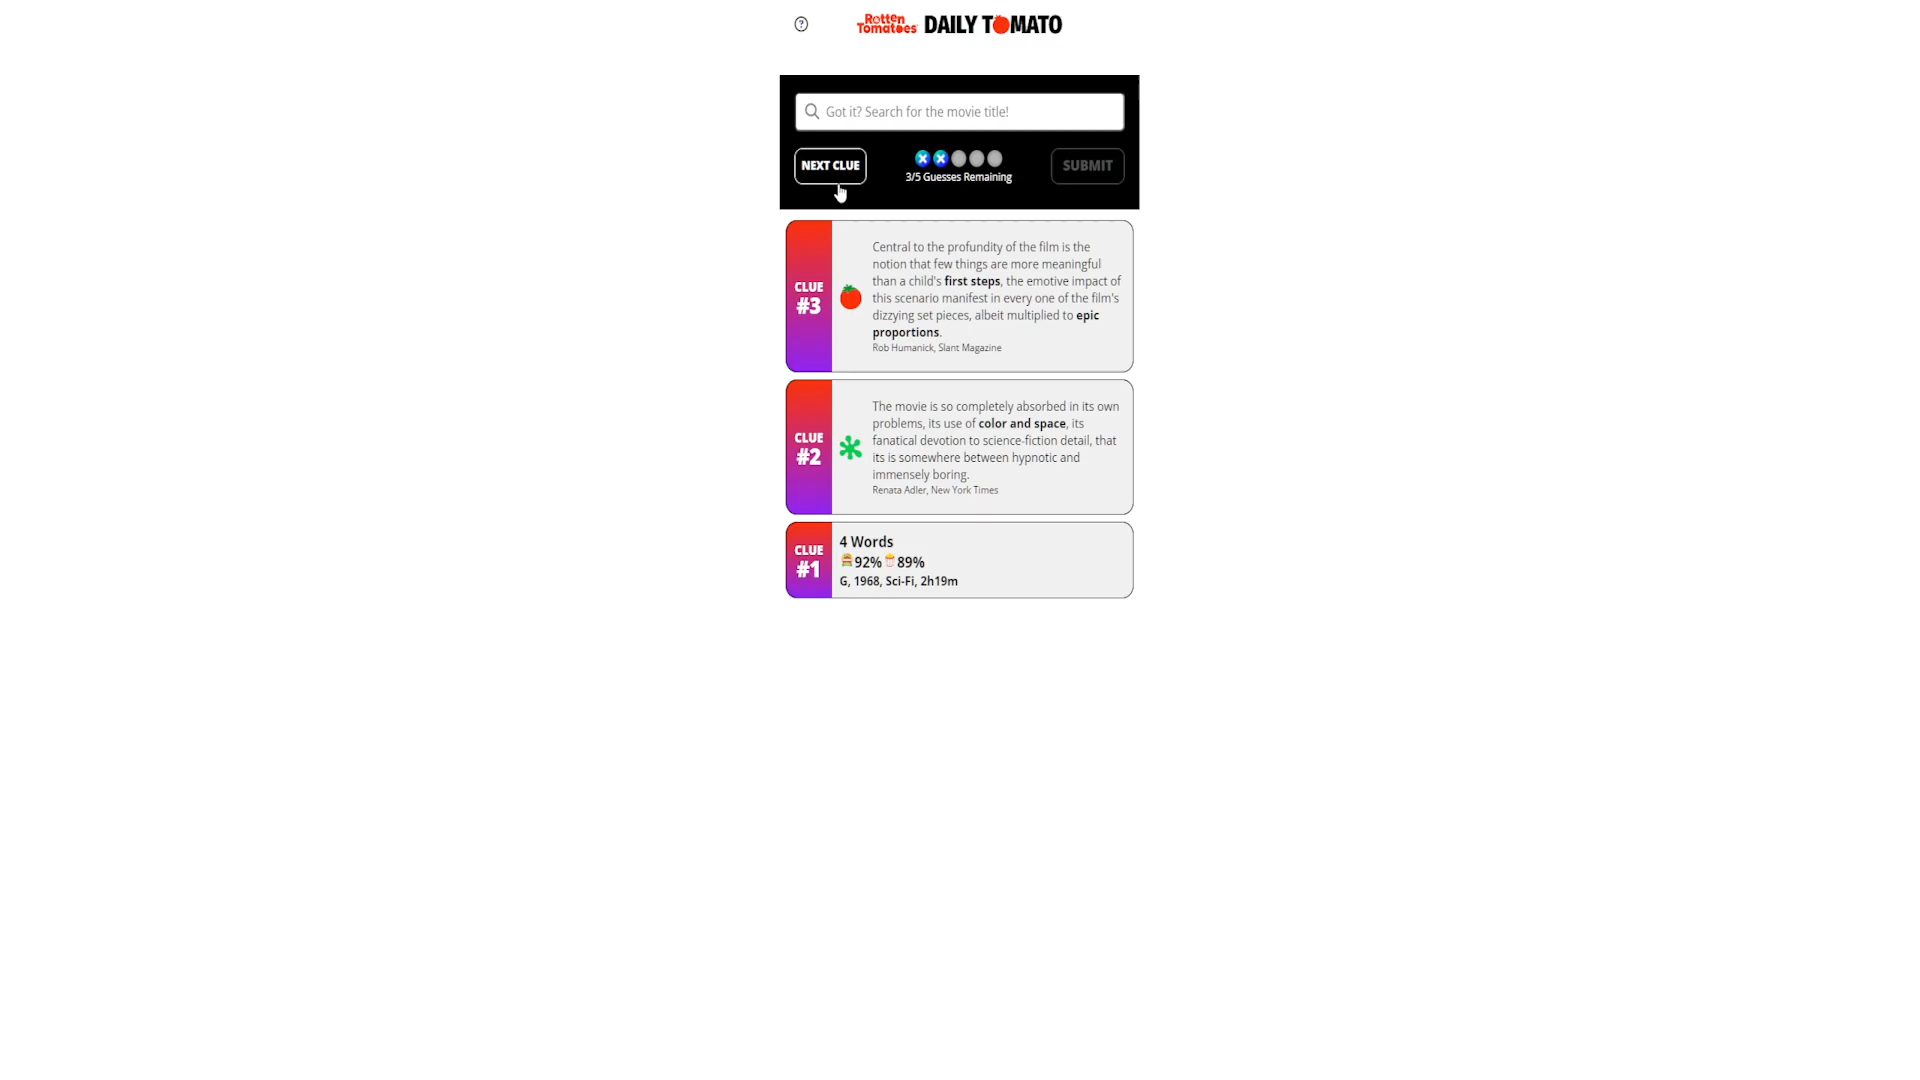 ?
Rotten
Tomatoes
DAILY TOMATO
Got it? Search for the movie title!
NEXT CLUE
3/5 Guesses Remaining
SUBMIT
CLUE
#3
Central to the profundity of the film is the
notion that few things are more meaningful
than a child's first steps, the emotive impact of
this scenario manifest in every one of the film's
dizzying set pieces, albeit multiplied to epic
proportions.
Rob Humanick, Slant Magazine
CLUE
#2
The movie is so completely absorbed in its own
problems, its use of color and space, its
fanatical devotion to science-fiction detail, that
its is somewhere between hypnotic and
immensely boring.
Renata Adler, New York Times
CLUE
#1
4 Words
92% 89%
G, 1968, Sci-Fi, 2h19m